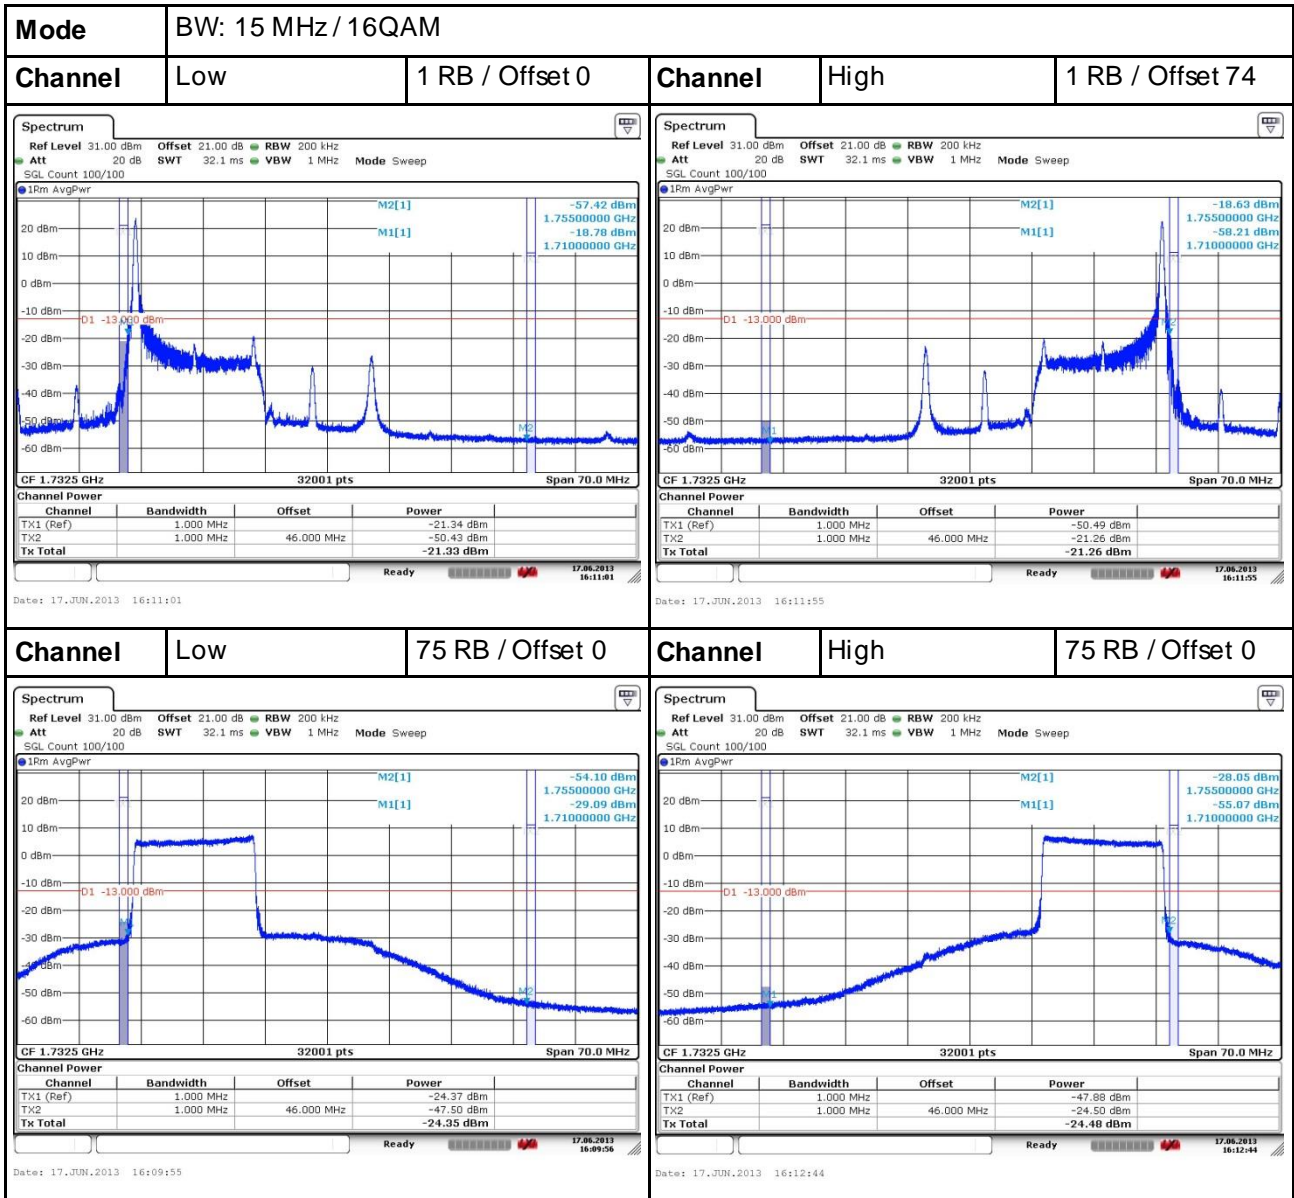 Mode BW: 15 MHz / 16QAM
Channel Low 1 RB / Offset 0 Channel High 1 RB / Offset 74
Spectrum
Ref Level 31.00 dBm Offset 21.00 dB RBW 200 kHz
Att 20 dB SWT 32.1 ms VBW 1 MHz Mode Sweep
SGL Count 100/100
1Rm AvgPwr
M2[1] -57.42 dBm
1.75500000 GHz
M1[1] -18.78 dBm
1.71000000 GHz
20 dBm
10 dBm
0 dBm
-10 dBm
D1 -13.000 dBm
-20 dBm
-30 dBm
-40 dBm
-50 dBm
M2
-60 dBm
CF 1.7325 GHz 32001 pts Span 70.0 MHz
Channel Power
Channel Bandwidth Offset Power
TX1 (Ref) 1.000 MHz -21.34 dBm
TX2 1.000 MHz 46.000 MHz -50.43 dBm
Tx Total -21.33 dBm
Ready 17.06.2013
16:11:01
Date: 17.JUN.2013 16:11:01
Spectrum
Ref Level 31.00 dBm Offset 21.00 dB RBW 200 kHz
Att 20 dB SWT 32.1 ms VBW 1 MHz Mode Sweep
SGL Count 100/100
1Rm AvgPwr
M2[1] -18.63 dBm
1.75500000 GHz
M1[1] -58.21 dBm
1.71000000 GHz
20 dBm
10 dBm
0 dBm
-10 dBm
D1 -13.000 dBm
M2
-20 dBm
-30 dBm
-40 dBm
-50 dBm
M1
-60 dBm
CF 1.7325 GHz 32001 pts Span 70.0 MHz
Channel Power
Channel Bandwidth Offset Power
TX1 (Ref) 1.000 MHz -50.49 dBm
TX2 1.000 MHz 46.000 MHz -21.26 dBm
Tx Total -21.26 dBm
Ready 17.06.2013
16:11:55
Date: 17.JUN.2013 16:11:55
Channel Low 75 RB / Offset 0 Channel High 75 RB / Offset 0
Spectrum
Ref Level 31.00 dBm Offset 21.00 dB RBW 200 kHz
Att 20 dB SWT 32.1 ms VBW 1 MHz Mode Sweep
SGL Count 100/100
1Rm AvgPwr
M2[1] -54.10 dBm
1.75500000 GHz
M1[1] -29.09 dBm
1.71000000 GHz
20 dBm
10 dBm
0 dBm
-10 dBm
D1 -13.000 dBm
-20 dBm
-30 dBm
-40 dBm
-50 dBm
M2
-60 dBm
CF 1.7325 GHz 32001 pts Span 70.0 MHz
Channel Power
Channel Bandwidth Offset Power
TX1 (Ref) 1.000 MHz -24.37 dBm
TX2 1.000 MHz 46.000 MHz -47.50 dBm
Tx Total -24.35 dBm
Ready 17.06.2013
16:09:56
Date: 17.JUN.2013 16:09:55
Spectrum
Ref Level 31.00 dBm Offset 21.00 dB RBW 200 kHz
Att 20 dB SWT 32.1 ms VBW 1 MHz Mode Sweep
SGL Count 100/100
1Rm AvgPwr
M2[1] -28.05 dBm
1.75500000 GHz
M1[1] -55.07 dBm
1.71000000 GHz
20 dBm
10 dBm
0 dBm
-10 dBm
D1 -13.000 dBm
-20 dBm
M2
-30 dBm
-40 dBm
-50 dBm
M1
-60 dBm
CF 1.7325 GHz 32001 pts Span 70.0 MHz
Channel Power
Channel Bandwidth Offset Power
TX1 (Ref) 1.000 MHz -47.88 dBm
TX2 1.000 MHz 46.000 MHz -24.50 dBm
Tx Total -24.48 dBm
Ready 17.06.2013
16:12:44
Date: 17.JUN.2013 16:12:44